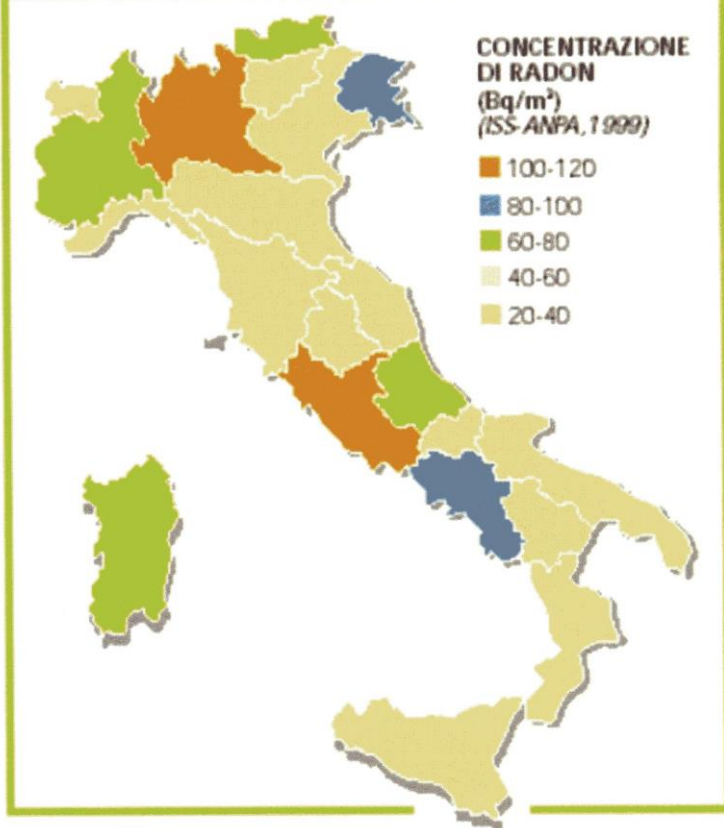 CONCENTRAZIONE
DI RADON
(Bq/m³)
(ISS-ANPA, 1999)
100-120
80-100
60-80
40-60
20-40